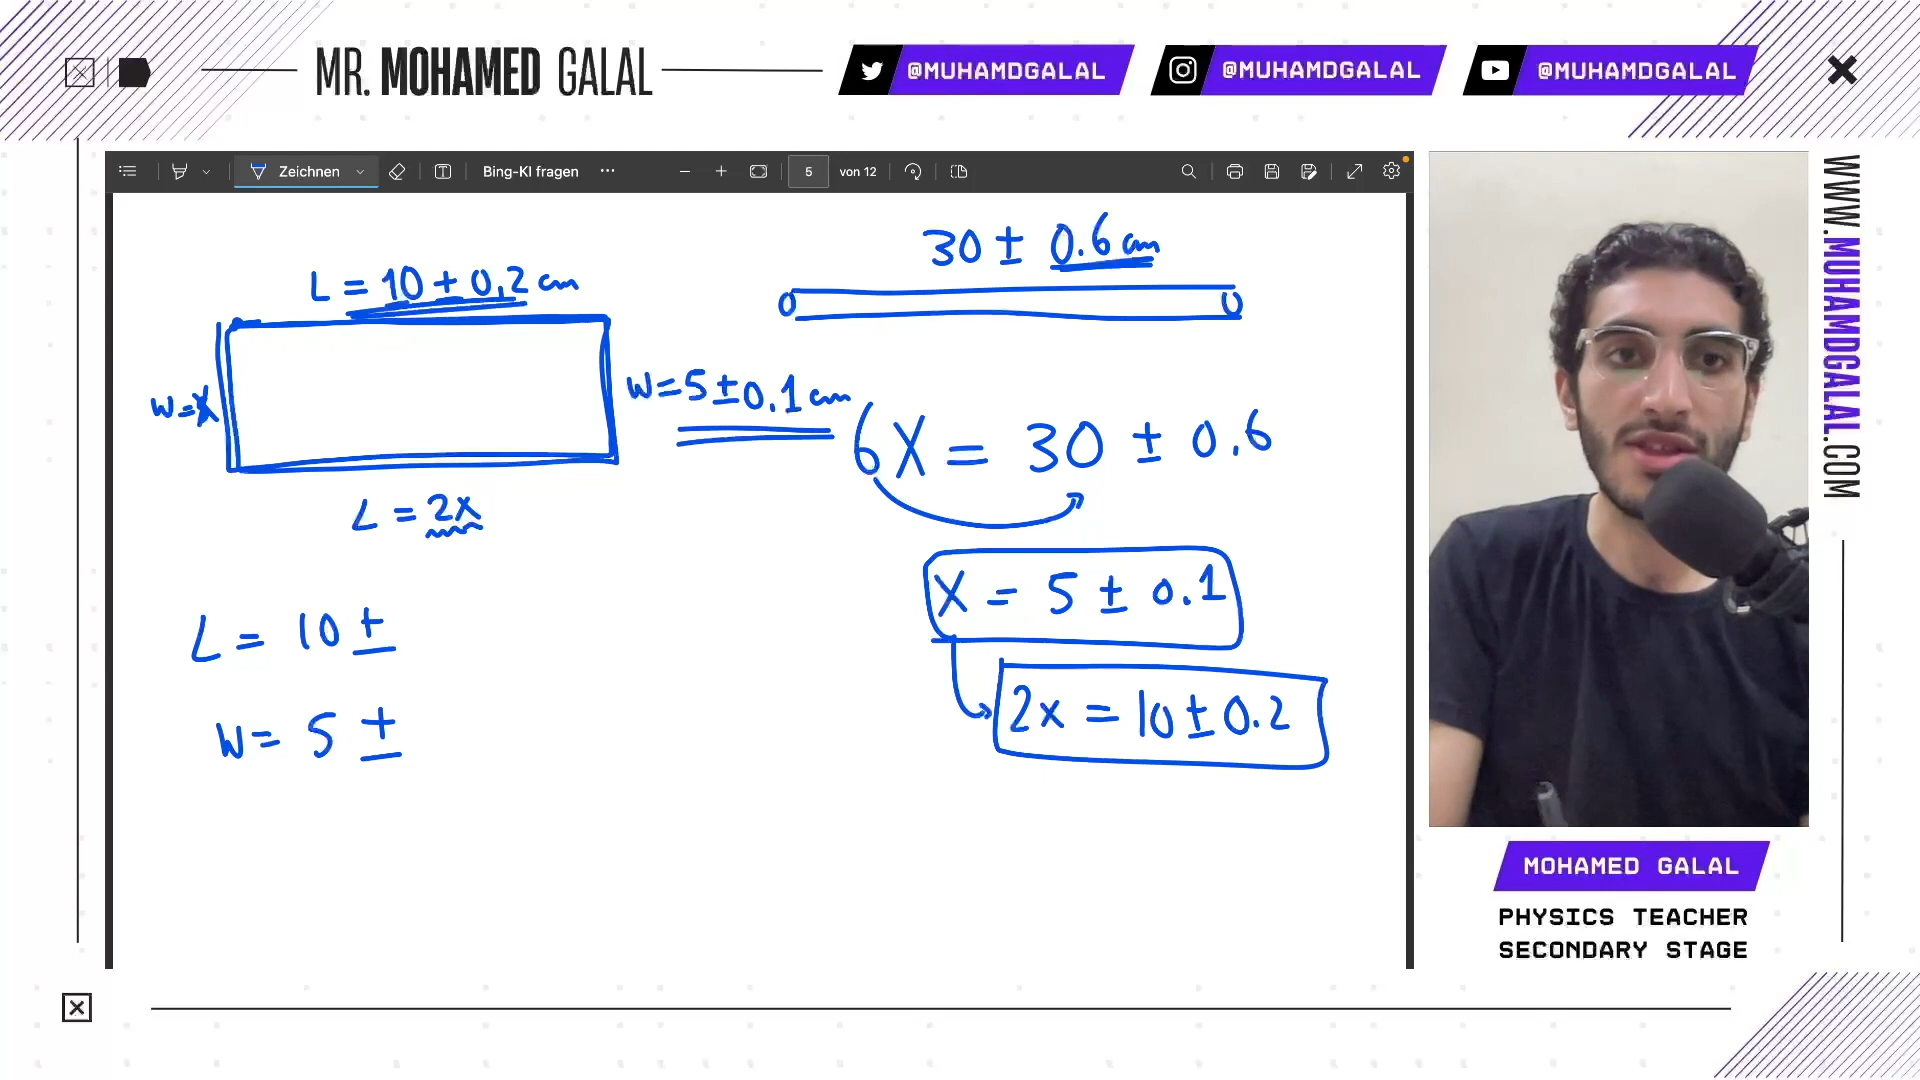 MR. MOHAMED GALAL
@MUHAMDGALAL
@MUHAMDGALAL
@MUHAMDGALAL
Zeichnen
Bing-KI fragen
5 von 12
30 ± 0.6 cm
L = 10 ± 0,2 cm
W=x
W=5±0.1 cm
6X = 30 ± 0.6
L = 2x
X = 5 ± 0.1
L = 10 ±
2x = 10 ± 0.2
W= 5 ±
WWW.MUHAMDGALAL.COM
MOHAMED GALAL
PHYSICS TEACHER
SECONDARY STAGE